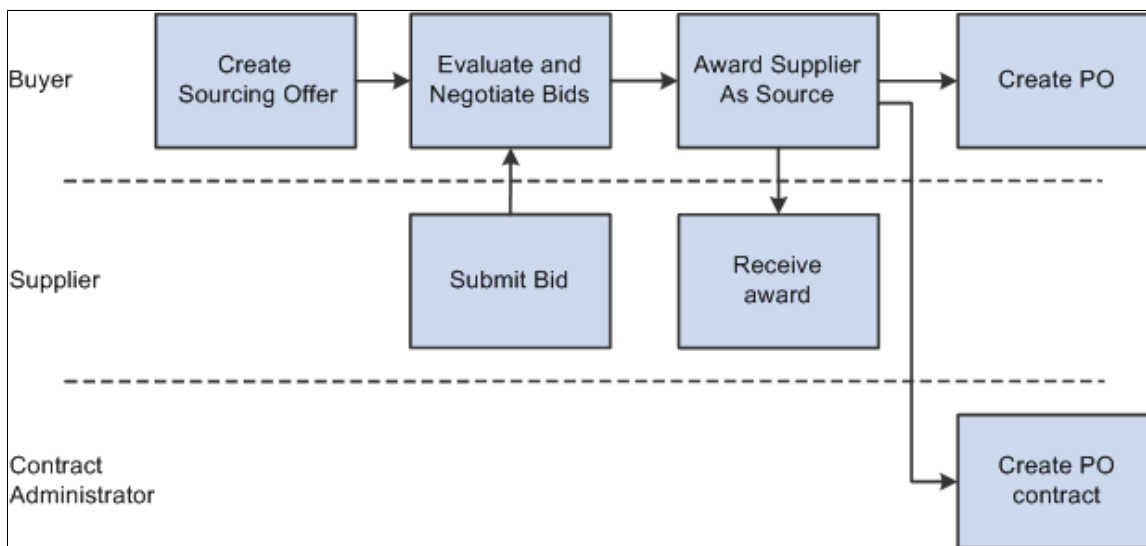 Buyer
Create
Sourcing Offer
Evaluate and
Negotiate Bids
Award Supplier
As Source
Create PO
Supplier
Submit Bid
Receive
award
Contract
Administrator
Create PO
contract